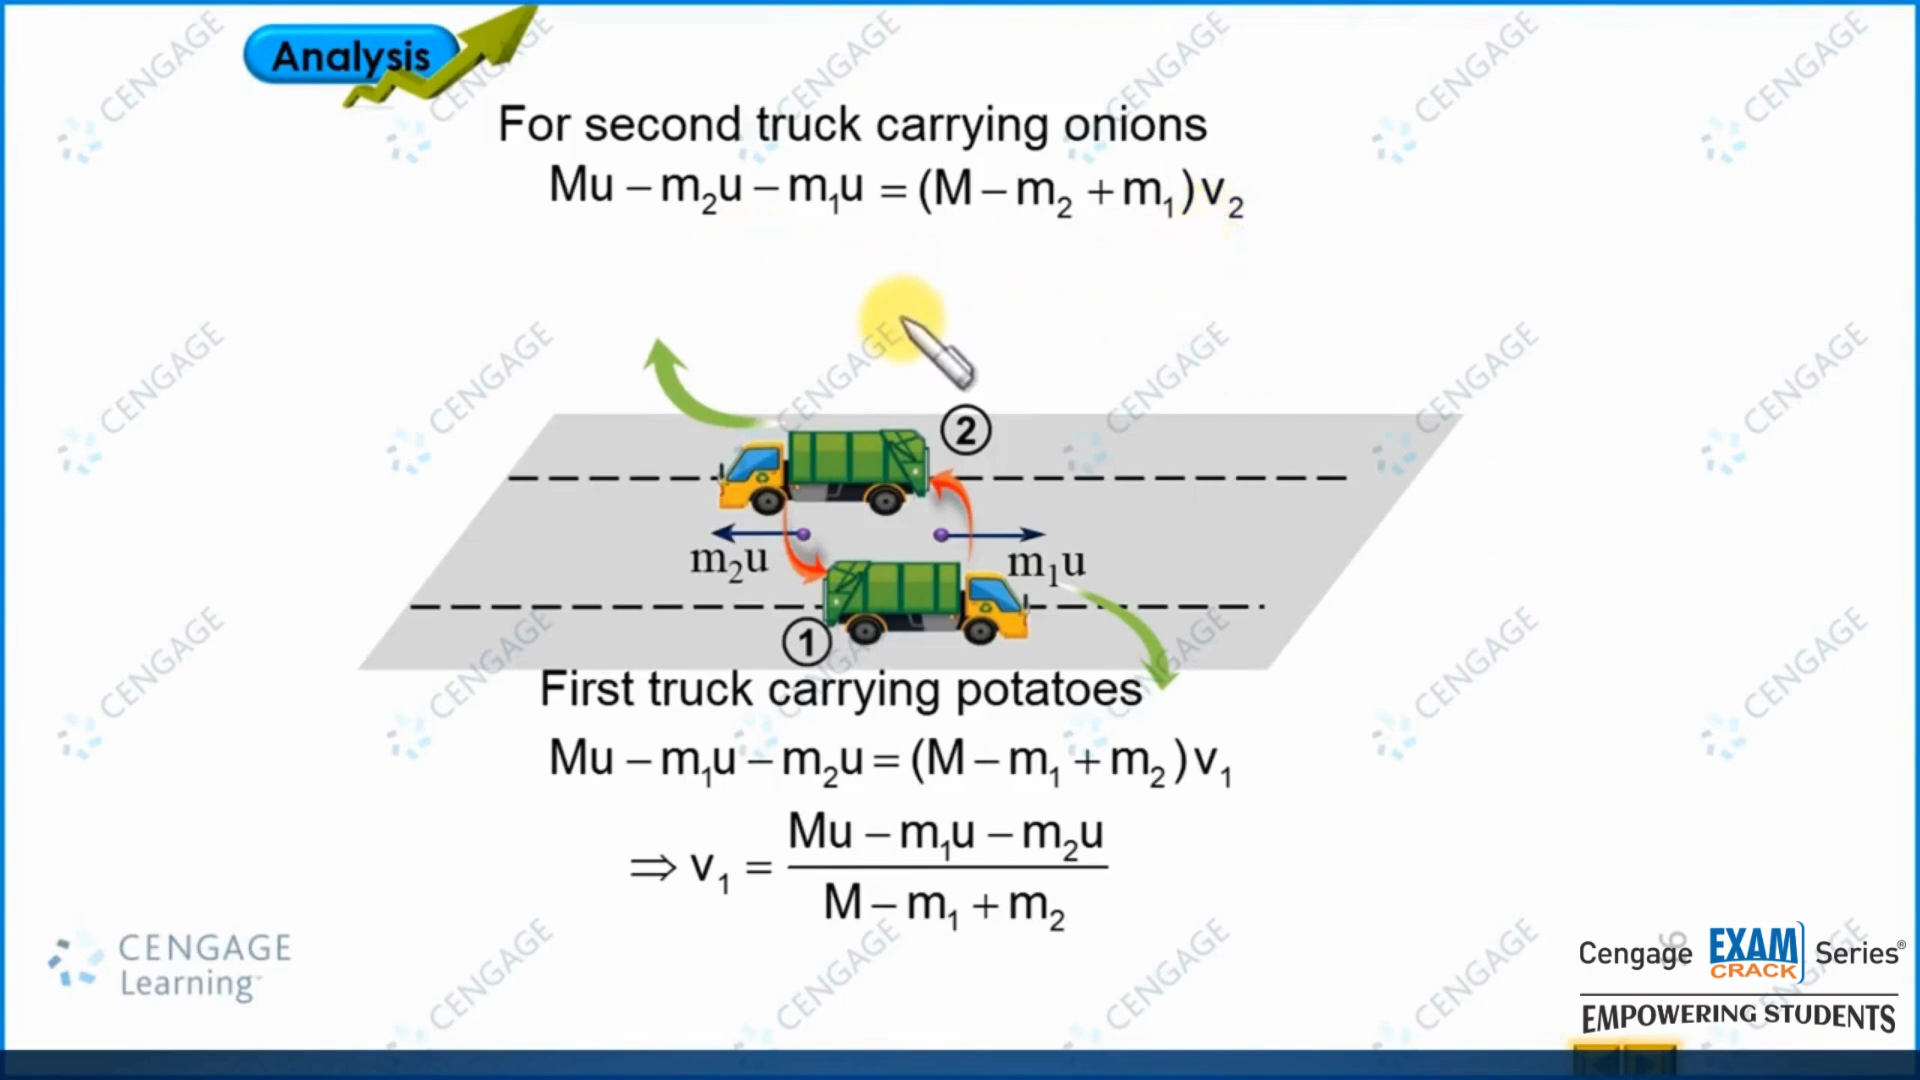 Analysis
For second truck carrying onions
Mu – m₂u – m₁u = (M – m₂ + m₁)v₂
②
m₂u
m₁u
①
First truck carrying potatoes
Mu – m₁u – m₂u = (M – m₁ + m₂)v₁
⇒ v₁ = (Mu – m₁u – m₂u) / (M – m₁ + m₂)
CENGAGE
Learning™
Cengage EXAM CRACK Series®
EMPOWERING STUDENTS